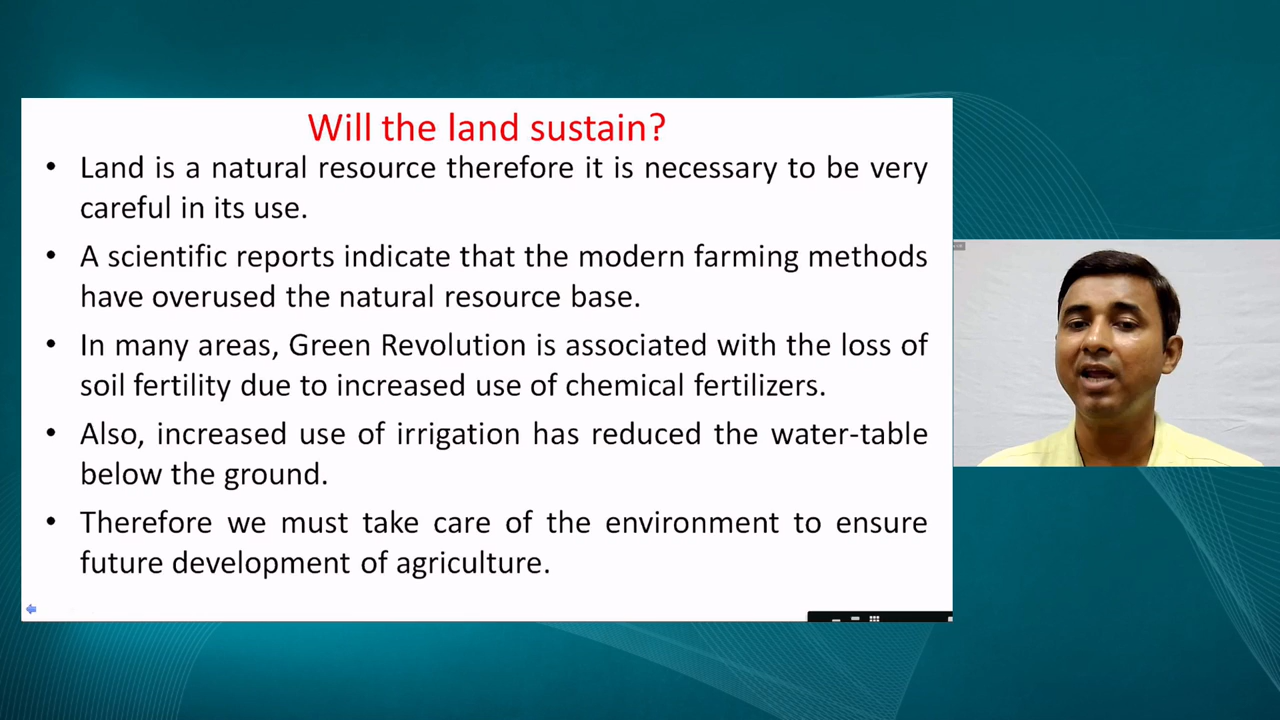 Will the land sustain?
• Land is a natural resource therefore it is necessary to be very
careful in its use.
• A scientific reports indicate that the modern farming methods
have overused the natural resource base.
• In many areas, Green Revolution is associated with the loss of
soil fertility due to increased use of chemical fertilizers.
• Also, increased use of irrigation has reduced the water-table
below the ground.
• Therefore we must take care of the environment to ensure
future development of agriculture.